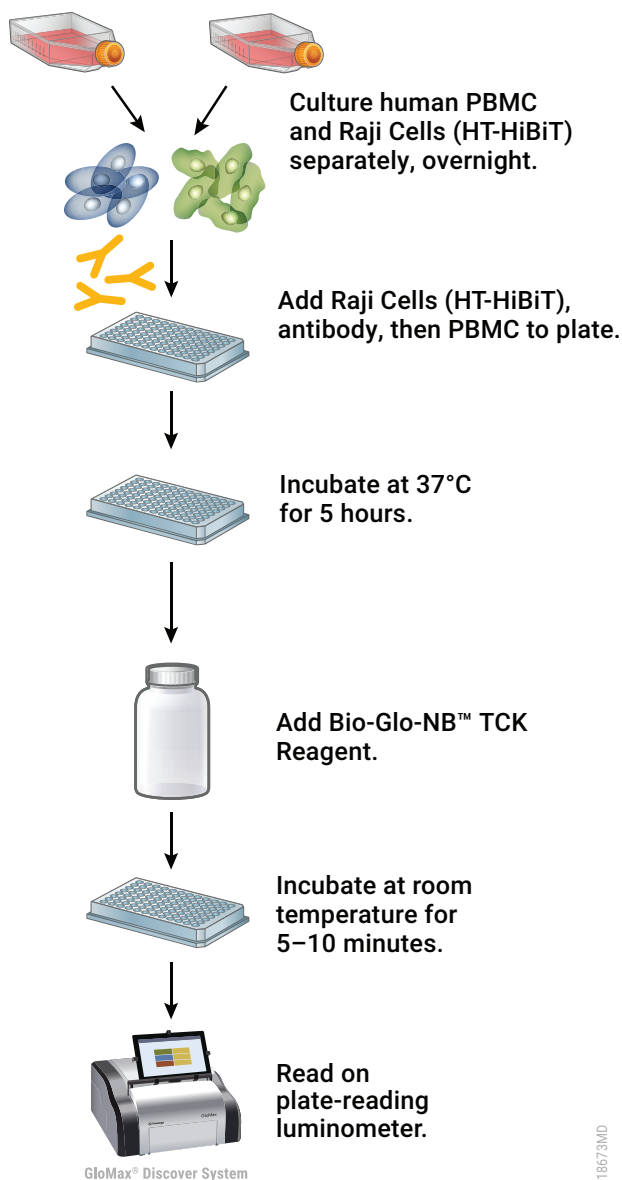 Culture human PBMC
and Raji Cells (HT-HiBiT)
separately, overnight.
Add Raji Cells (HT-HiBiT),
antibody, then PBMC to plate.
Incubate at 37°C
for 5 hours.
Add Bio-Glo-NB™ TCK
Reagent.
Incubate at room
temperature for
5–10 minutes.
Read on
plate-reading
luminometer.
GloMax® Discover System
18673MD